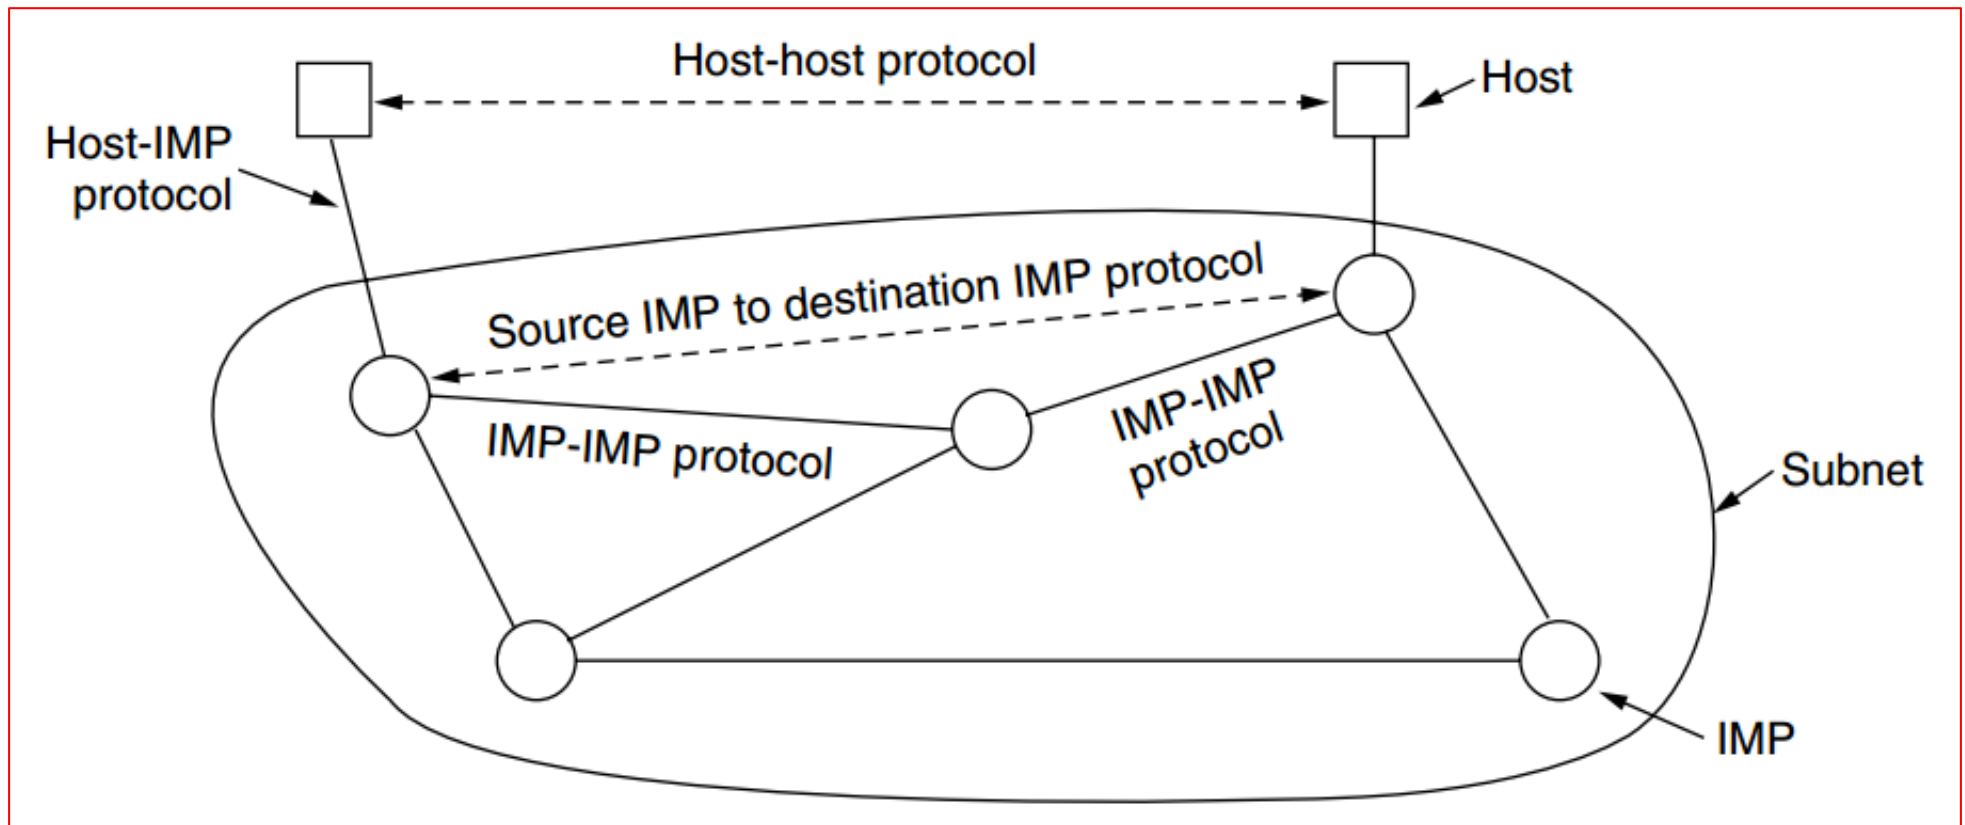 Host-host protocol
Host
Host-IMP
protocol
Source IMP to destination IMP protocol
IMP-IMP protocol
IMP-IMP
protocol
Subnet
IMP